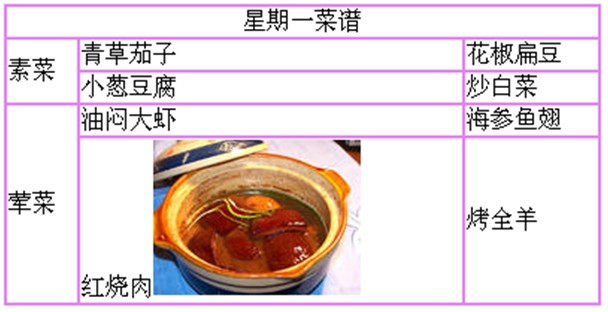 星期一菜谱
素菜
青草茄子
花椒扁豆
小葱豆腐
炒白菜
荤菜
油闷大虾
海参鱼翅
红烧肉
烤全羊